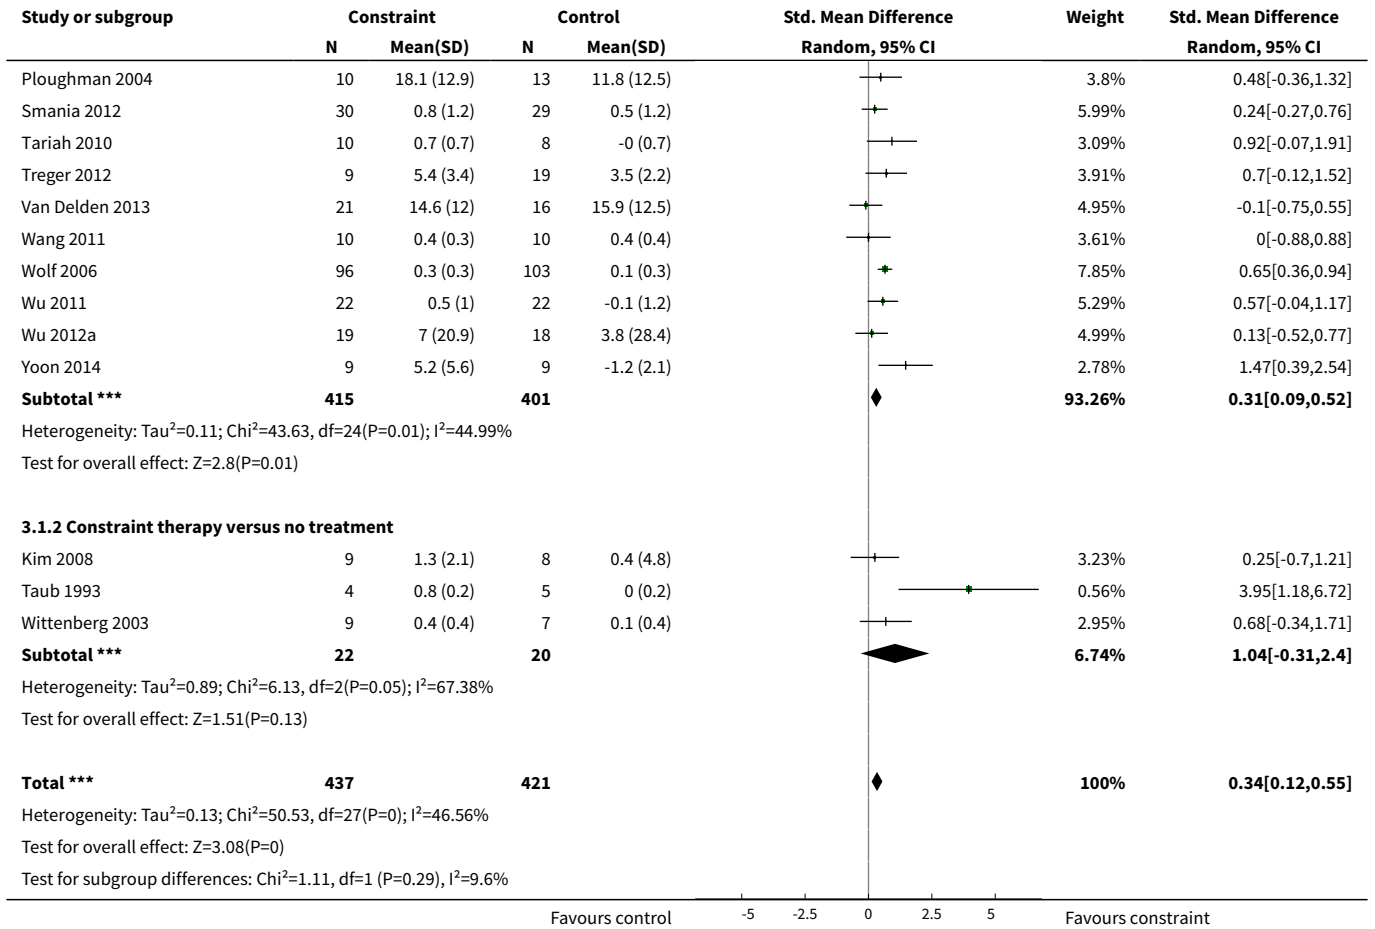 Study or subgroup Constraint Control Std. Mean Difference Weight Std. Mean Difference
N Mean(SD) N Mean(SD) Random, 95% CI Random, 95% CI
Ploughman 2004 10 18.1 (12.9) 13 11.8 (12.5) 3.8% 0.48[-0.36,1.32]
Smania 2012 30 0.8 (1.2) 29 0.5 (1.2) 5.99% 0.24[-0.27,0.76]
Tariah 2010 10 0.7 (0.7) 8 -0 (0.7) 3.09% 0.92[-0.07,1.91]
Treger 2012 9 5.4 (3.4) 19 3.5 (2.2) 3.91% 0.7[-0.12,1.52]
Van Delden 2013 21 14.6 (12) 16 15.9 (12.5) 4.95% -0.1[-0.75,0.55]
Wang 2011 10 0.4 (0.3) 10 0.4 (0.4) 3.61% 0[-0.88,0.88]
Wolf 2006 96 0.3 (0.3) 103 0.1 (0.3) 7.85% 0.65[0.36,0.94]
Wu 2011 22 0.5 (1) 22 -0.1 (1.2) 5.29% 0.57[-0.04,1.17]
Wu 2012a 19 7 (20.9) 18 3.8 (28.4) 4.99% 0.13[-0.52,0.77]
Yoon 2014 9 5.2 (5.6) 9 -1.2 (2.1) 2.78% 1.47[0.39,2.54]
Subtotal *** 415 401 93.26% 0.31[0.09,0.52]
Heterogeneity: Tau²=0.11; Chi²=43.63, df=24(P=0.01); I²=44.99%
Test for overall effect: Z=2.8(P=0.01)
3.1.2 Constraint therapy versus no treatment
Kim 2008 9 1.3 (2.1) 8 0.4 (4.8) 3.23% 0.25[-0.7,1.21]
Taub 1993 4 0.8 (0.2) 5 0 (0.2) 0.56% 3.95[1.18,6.72]
Wittenberg 2003 9 0.4 (0.4) 7 0.1 (0.4) 2.95% 0.68[-0.34,1.71]
Subtotal *** 22 20 6.74% 1.04[-0.31,2.4]
Heterogeneity: Tau²=0.89; Chi²=6.13, df=2(P=0.05); I²=67.38%
Test for overall effect: Z=1.51(P=0.13)
Total *** 437 421 100% 0.34[0.12,0.55]
Heterogeneity: Tau²=0.13; Chi²=50.53, df=27(P=0); I²=46.56%
Test for overall effect: Z=3.08(P=0)
Test for subgroup differences: Chi²=1.11, df=1 (P=0.29), I²=9.6%
Favours control -5 -2.5 0 2.5 5 Favours constraint